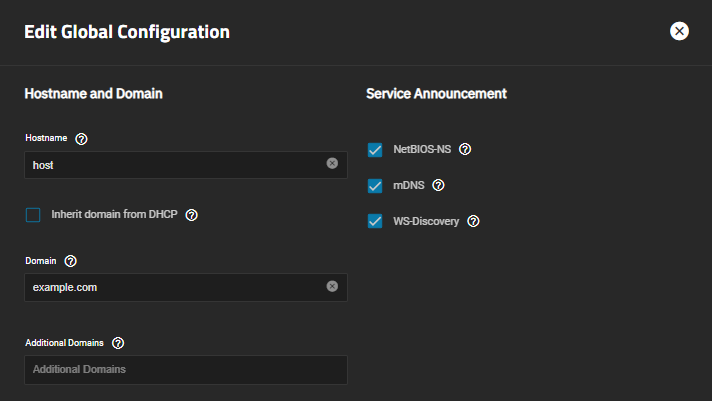 Edit Global Configuration
Hostname and Domain
Hostname
host
Inherit domain from DHCP
Domain
example.com
Additional Domains
Additional Domains
Service Announcement
NetBIOS-NS
mDNS
WS-Discovery